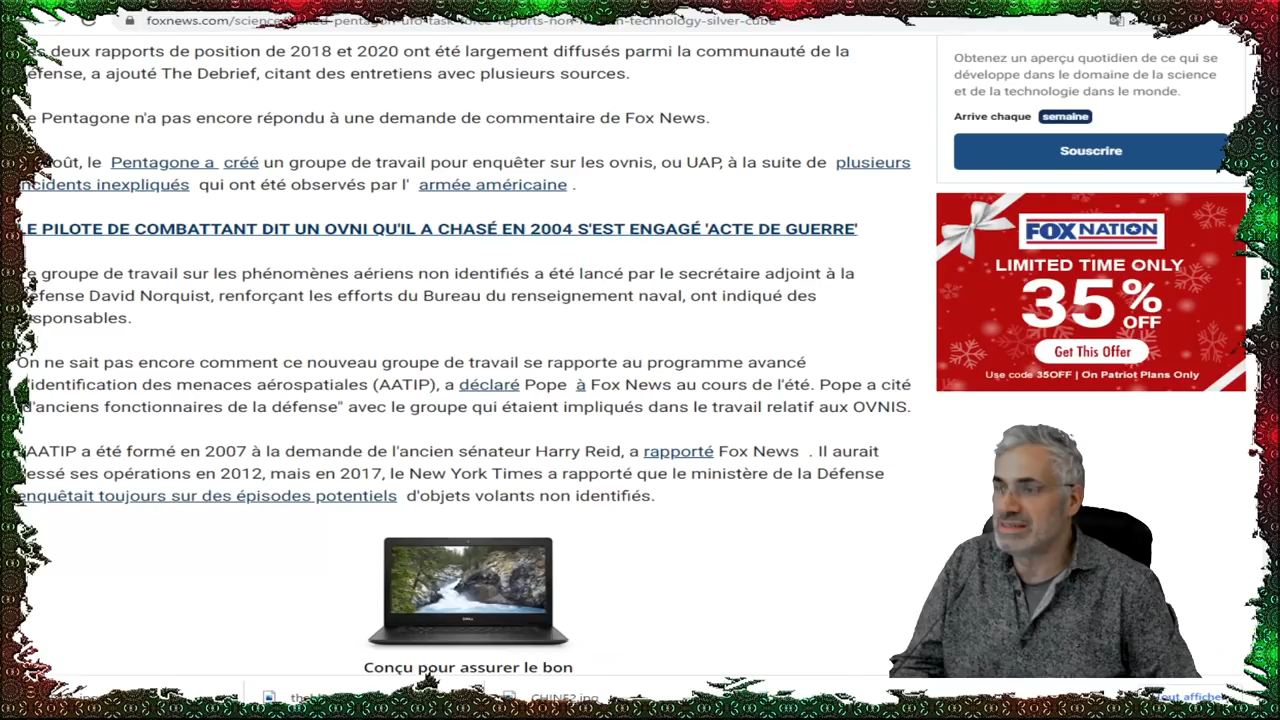 foxnews.com/science
pentagon-ufo-task-force-reports-non
technology-silver-cube
deux rapports de position de 2018 et 2020 ont été largement diffusés parmi la communauté de la
éfense, a ajouté The Debrief, citant des entretiens avec plusieurs sources.
e Pentagone n'a pas encore répondu à une demande de commentaire de Fox News.
oût, le Pentagone a créé un groupe de travail pour enquêter sur les ovnis, ou UAP, à la suite de plusieurs
ncidents inexpliqués qui ont été observés par l' armée américaine .
LE PILOTE DE COMBATTANT DIT UN OVNI QU'IL A CHASÉ EN 2004 S'EST ENGAGÉ 'ACTE DE GUERRE'
e groupe de travail sur les phénomènes aériens non identifiés a été lancé par le secrétaire adjoint à la
éfense David Norquist, renforçant les efforts du Bureau du renseignement naval, ont indiqué des
sponsables.
On ne sait pas encore comment ce nouveau groupe de travail se rapporte au programme avancé
'identification des menaces aérospatiales (AATIP), a déclaré Pope à Fox News au cours de l'été. Pope a cité
d'anciens fonctionnaires de la défense" avec le groupe qui étaient impliqués dans le travail relatif aux OVNIS.
'AATIP a été formé en 2007 à la demande de l'ancien sénateur Harry Reid, a rapporté Fox News . Il aurait
essé ses opérations en 2012, mais en 2017, le New York Times a rapporté que le ministère de la Défense
enquêtait toujours sur des épisodes potentiels d'objets volants non identifiés.
DELL
Conçu pour assurer le bon
Obtenez un aperçu quotidien de ce qui se
développe dans le domaine de la science
et de la technologie dans le monde.
Arrive chaque semaine
Souscrire
FOX NATION
LIMITED TIME ONLY
35%
OFF
Get This Offer
Use code 35OFF | On Patriot Plans Only
CHINE2.jpg
Tout afficher